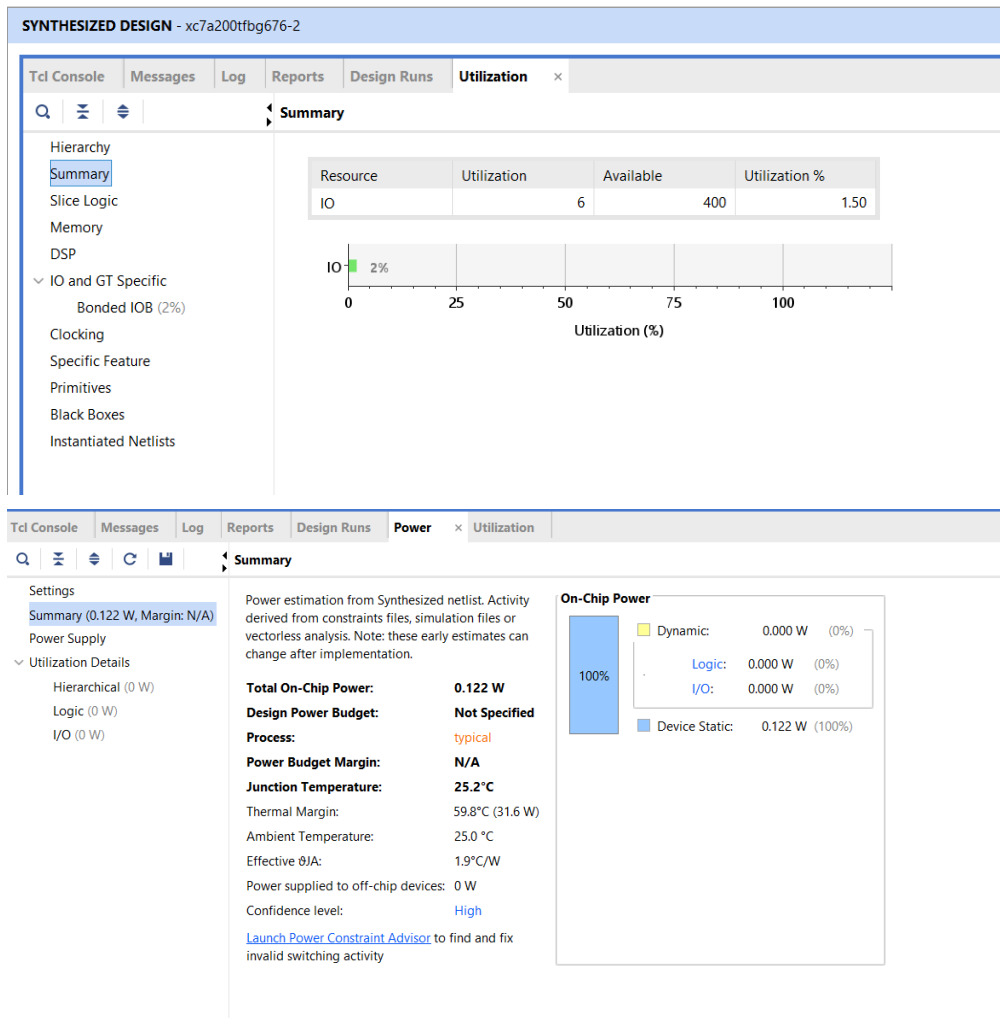 SYNTHESIZED DESIGN - xc7a200tfbg676-2
Tcl Console Messages Log Reports Design Runs Utilization ×
Summary
Hierarchy
Summary
Slice Logic
Memory
DSP
IO and GT Specific
Bonded IOB (2%)
Clocking
Specific Feature
Primitives
Black Boxes
Instantiated Netlists
Resource Utilization Available Utilization %
IO 6 400 1.50
IO 2%
0 25 50 75 100
Utilization (%)
Tcl Console Messages Log Reports Design Runs Power × Utilization
Summary
Settings
Summary (0.122 W, Margin: N/A)
Power Supply
Utilization Details
Hierarchical (0 W)
Logic (0 W)
I/O (0 W)
Power estimation from Synthesized netlist. Activity
derived from constraints files, simulation files or
vectorless analysis. Note: these early estimates can
change after implementation.
Total On-Chip Power: 0.122 W
Design Power Budget: Not Specified
Process: typical
Power Budget Margin: N/A
Junction Temperature: 25.2°C
Thermal Margin: 59.8°C (31.6 W)
Ambient Temperature: 25.0 °C
Effective ϑJA: 1.9°C/W
Power supplied to off-chip devices: 0 W
Confidence level: High
Launch Power Constraint Advisor to find and fix
invalid switching activity
On-Chip Power
100%
Dynamic: 0.000 W (0%)
Logic: 0.000 W (0%)
I/O: 0.000 W (0%)
Device Static: 0.122 W (100%)